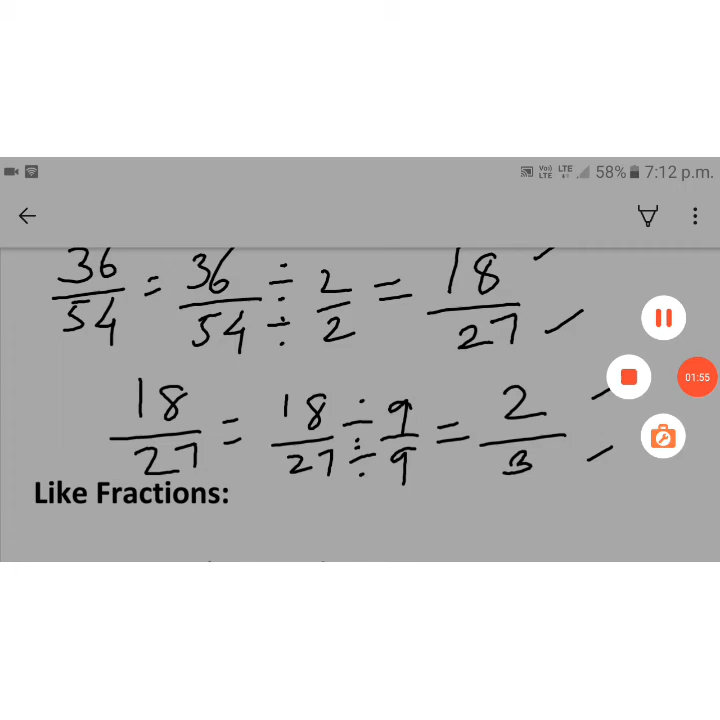 58% 7:12 p.m.
36/54 = 36/54 ÷ 2/2 = 18/27
01:55
18/27 = 18/27 ÷ 9/9 = 2/3
Like Fractions: